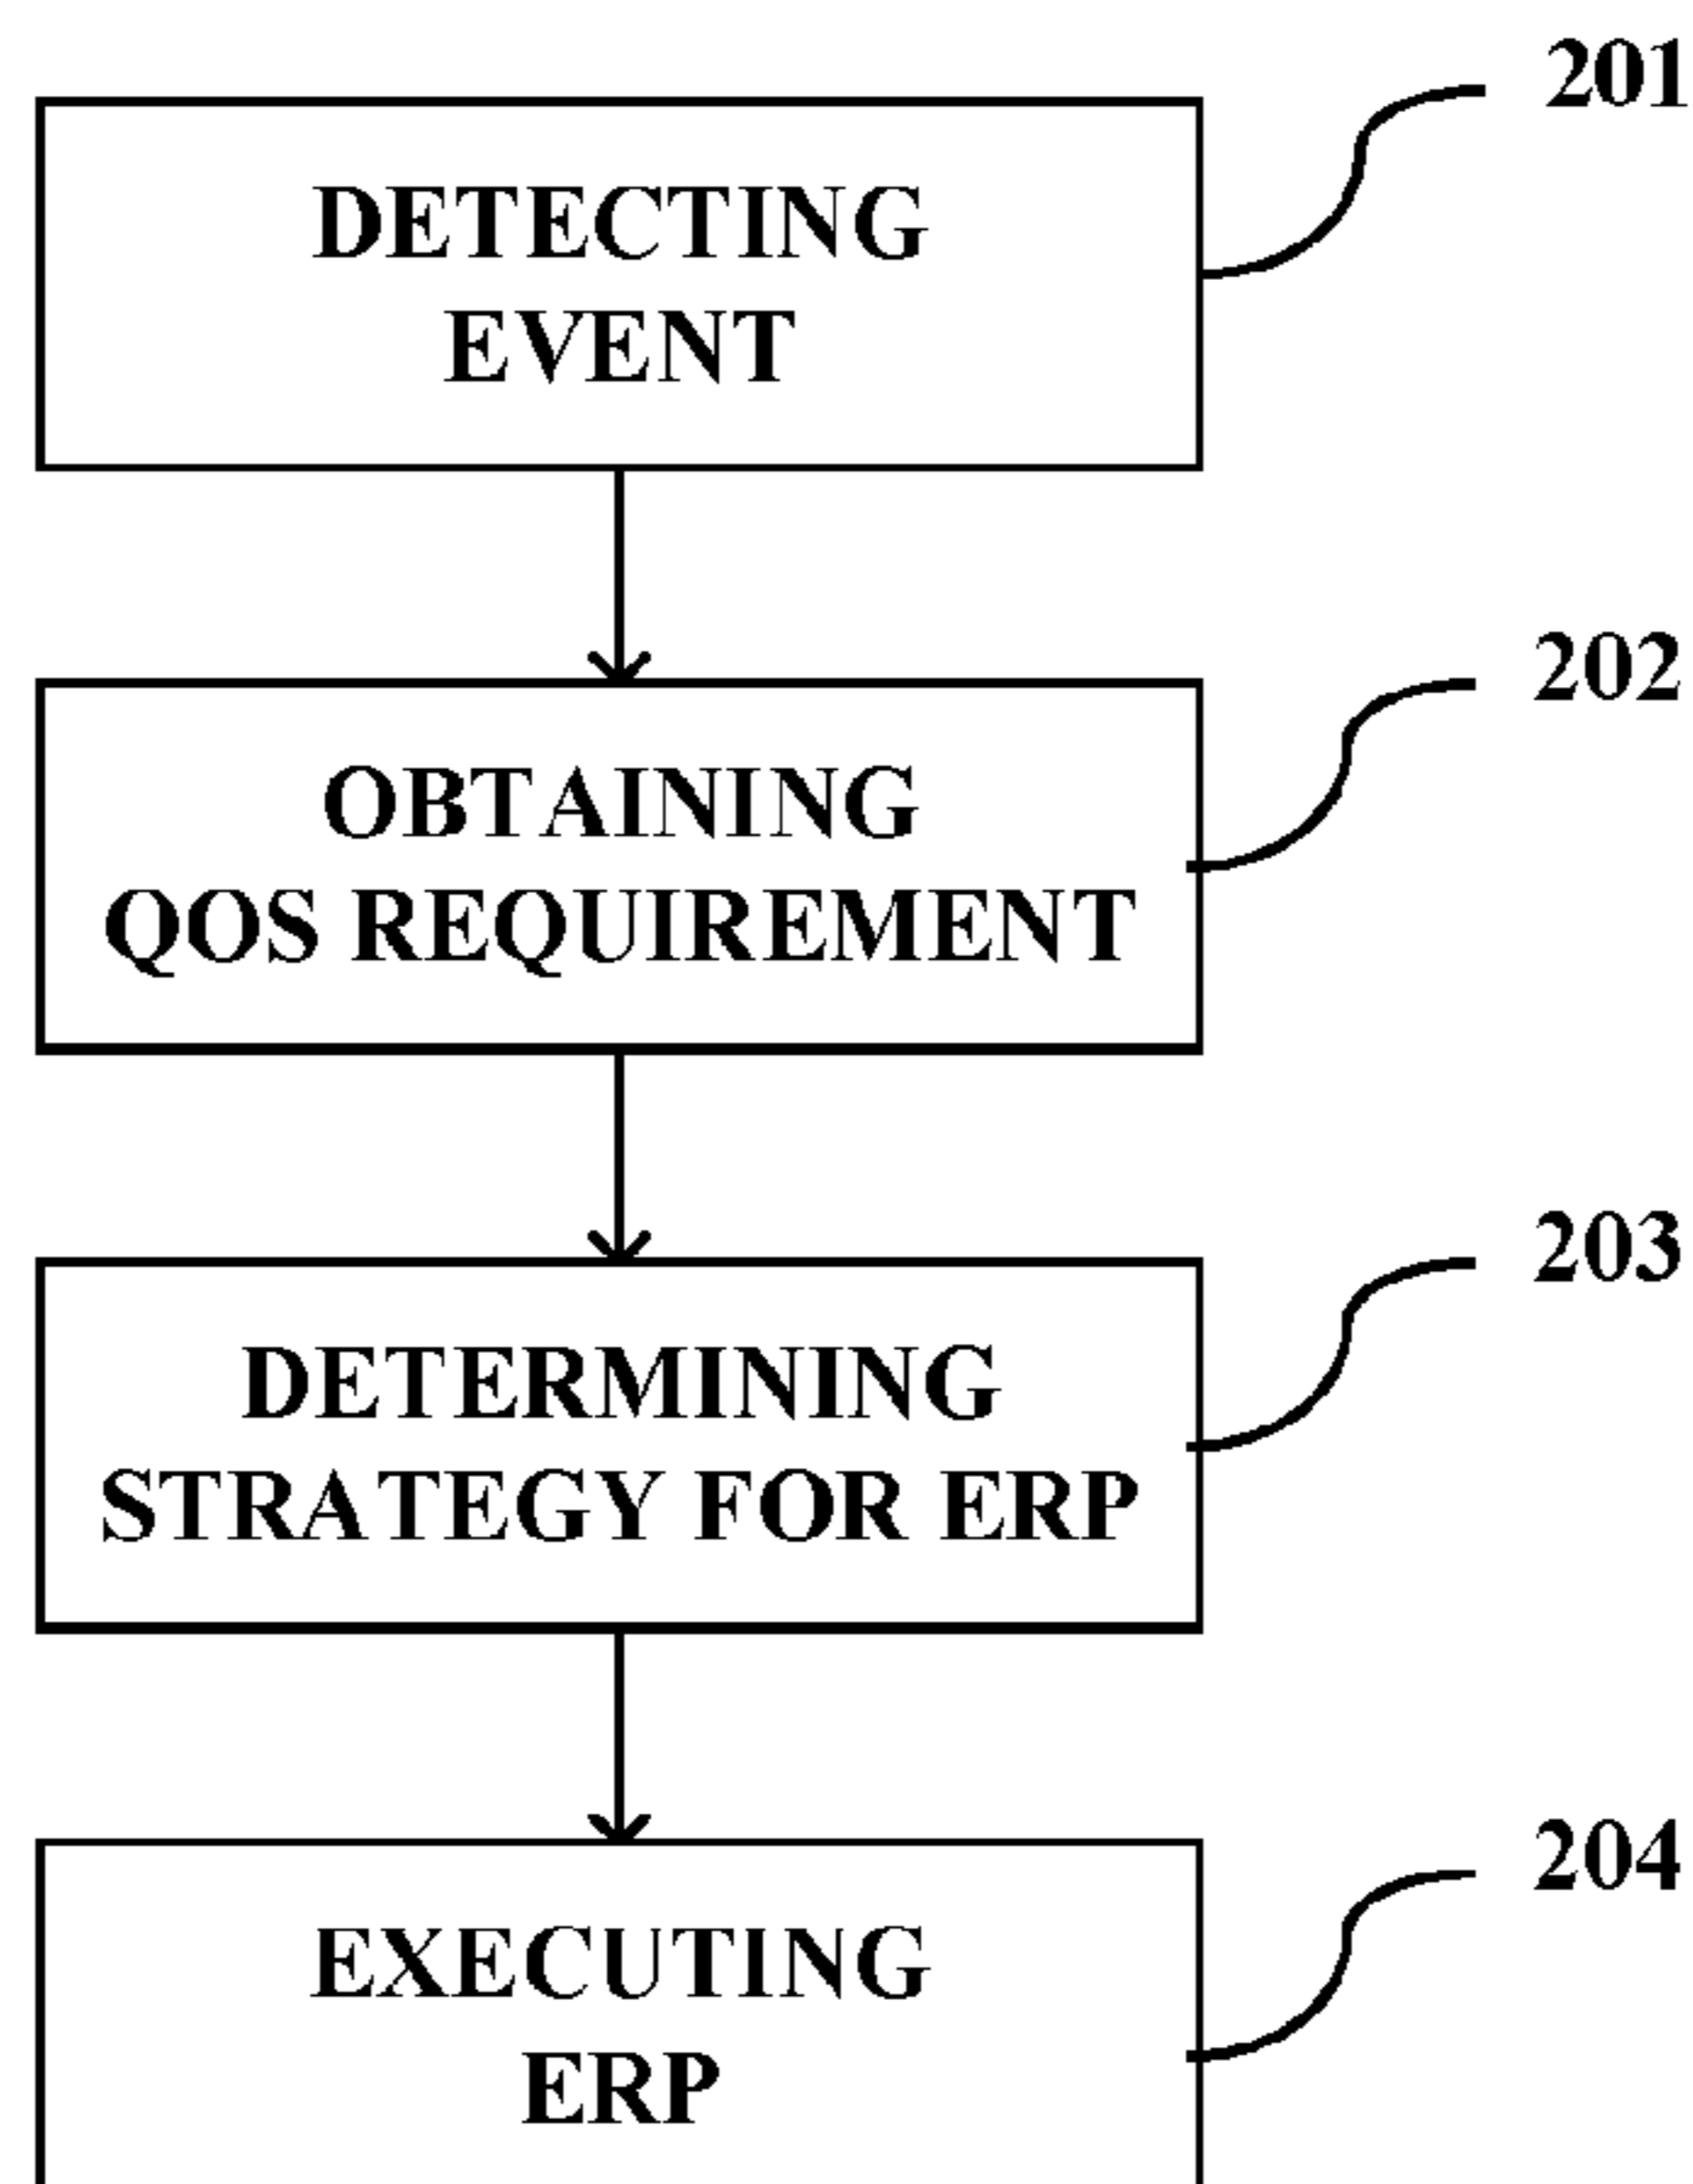 201
DETECTING
EVENT
202
OBTAINING
QOS REQUIREMENT
203
DETERMINING
STRATEGY FOR ERP
204
EXECUTING
ERP